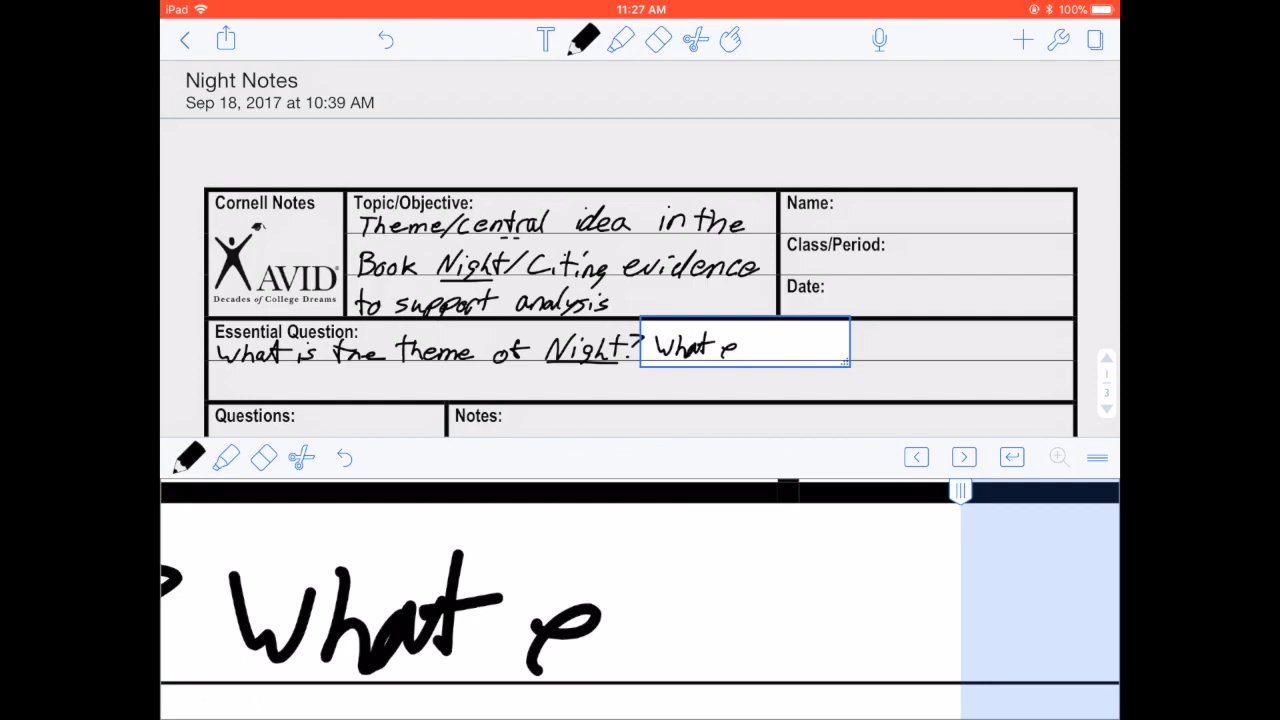 iPad 11:27 AM 100%
T
Night Notes
Sep 18, 2017 at 10:39 AM
Cornell Notes
AVID®
Decades of College Dreams
Topic/Objective:
Theme/central idea in the
Book Night/Citing evidence
to support analysis
Name:
Class/Period:
Date:
Essential Question:
What is the theme of Night? What e
1
3
Questions: Notes:
? What e